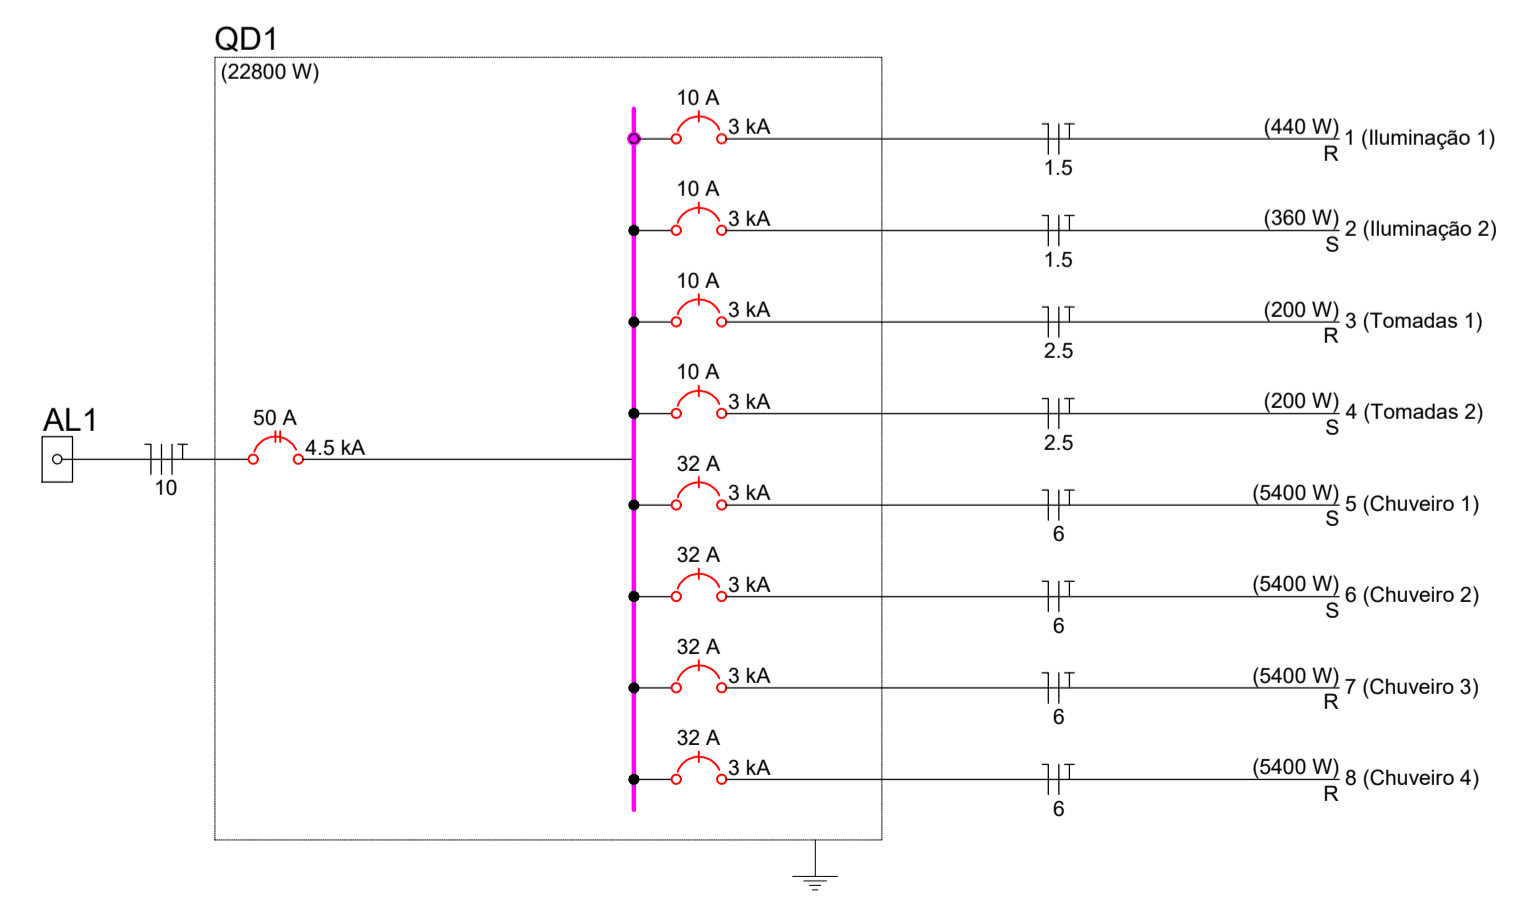 QD1
(22800 W)
10 A
3 kA
1.5
(440 W)
R
1 (Iluminação 1)
10 A
3 kA
1.5
(360 W)
S
2 (Iluminação 2)
10 A
3 kA
2.5
(200 W)
R
3 (Tomadas 1)
10 A
3 kA
2.5
(200 W)
S
4 (Tomadas 2)
AL1
10
50 A
4.5 kA
32 A
3 kA
6
(5400 W)
S
5 (Chuveiro 1)
32 A
3 kA
6
(5400 W)
S
6 (Chuveiro 2)
32 A
3 kA
6
(5400 W)
R
7 (Chuveiro 3)
32 A
3 kA
6
(5400 W)
R
8 (Chuveiro 4)